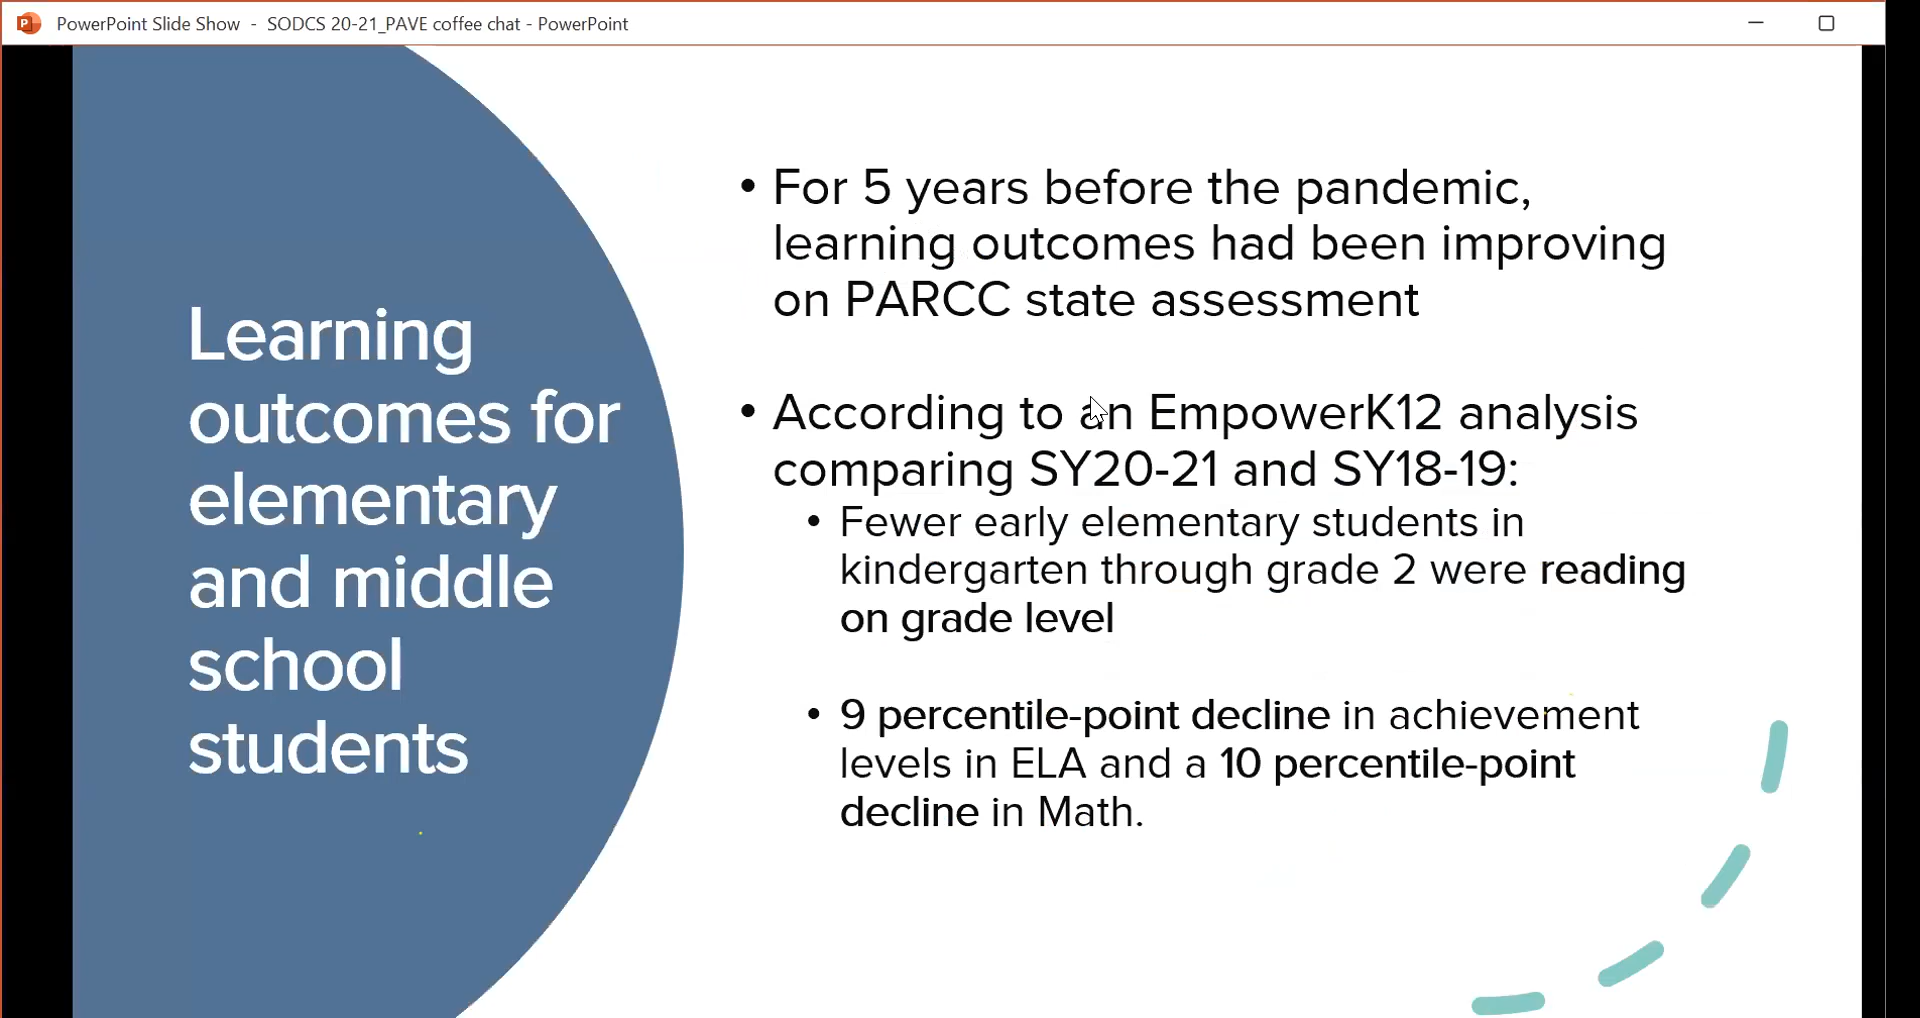 PowerPoint Slide Show - SODCS 20-21_PAVE coffee chat - PowerPoint
Learning
outcomes for
elementary
and middle
school
students
• For 5 years before the pandemic,
learning outcomes had been improving
on PARCC state assessment
• According to an EmpowerK12 analysis
comparing SY20-21 and SY18-19:
• Fewer early elementary students in
kindergarten through grade 2 were reading
on grade level
• 9 percentile-point decline in achievement
levels in ELA and a 10 percentile-point
decline in Math.